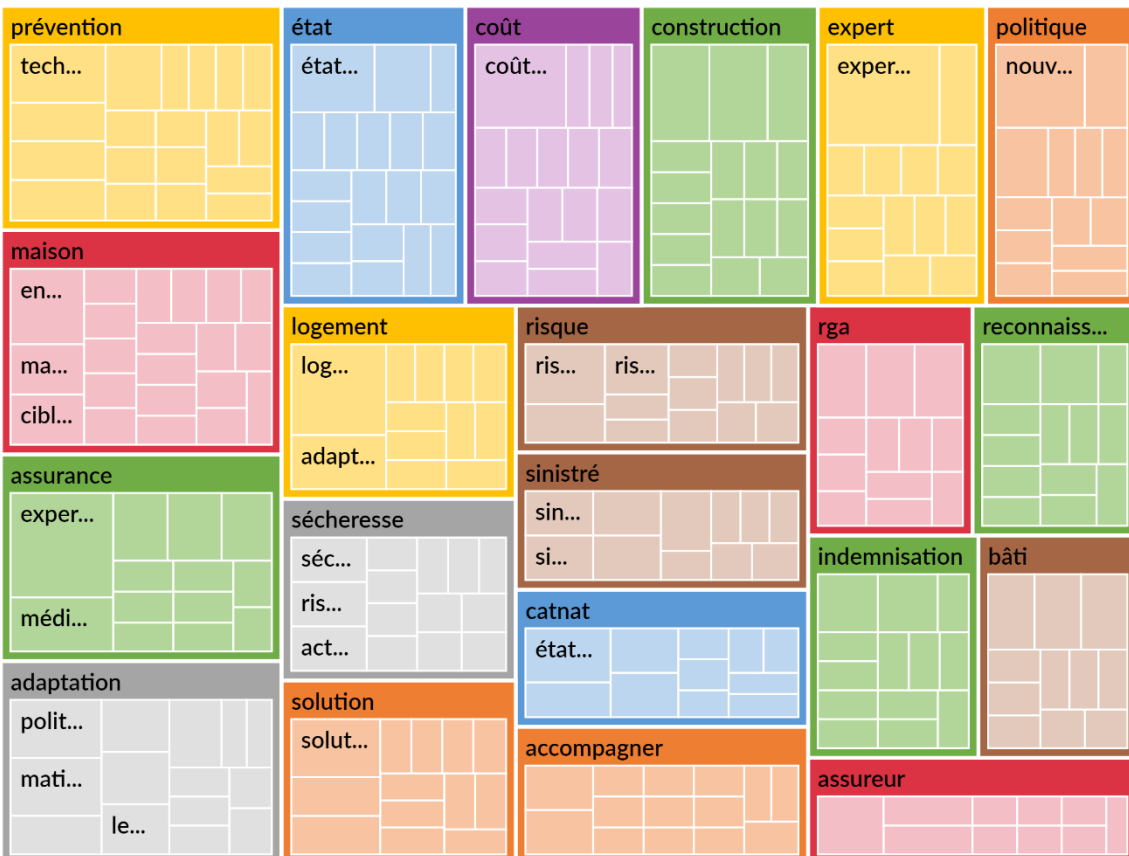 prévention
tech...
maison
en...
ma...
cibl...
assurance
exper...
médi...
adaptation
polit...
mati...
le...
état
état...
coût
coût...
construction
expert
exper...
politique
nouv...
logement
log...
adapt...
sécheresse
séc...
ris...
act...
solution
solut...
risque
ris...
ris...
sinistré
sin...
si...
catnat
état...
accompagner
rga
reconnaiss...
indemnisation
bâti
assureur